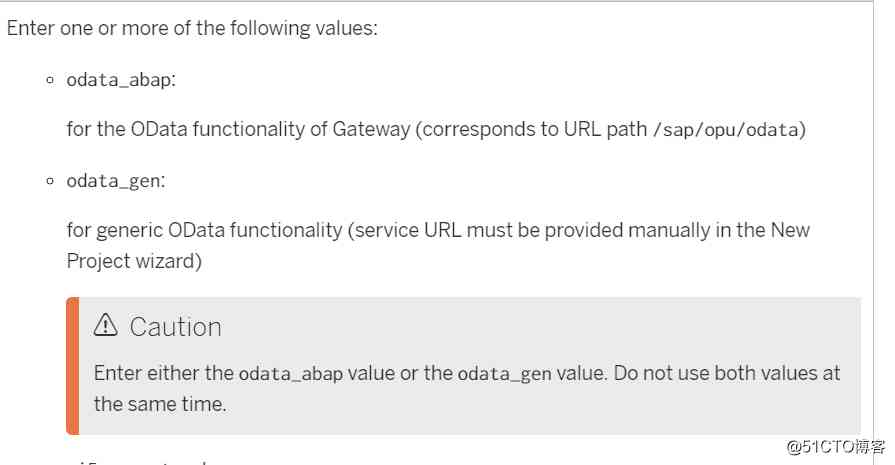 Enter one or more of the following values:
odata_abap:
for the OData functionality of Gateway (corresponds to URL path /sap/opu/odata)
odata_gen:
for generic OData functionality (service URL must be provided manually in the New
Project wizard)
Caution
Enter either the odata_abap value or the odata_gen value. Do not use both values at
the same time.
@51CTO博客